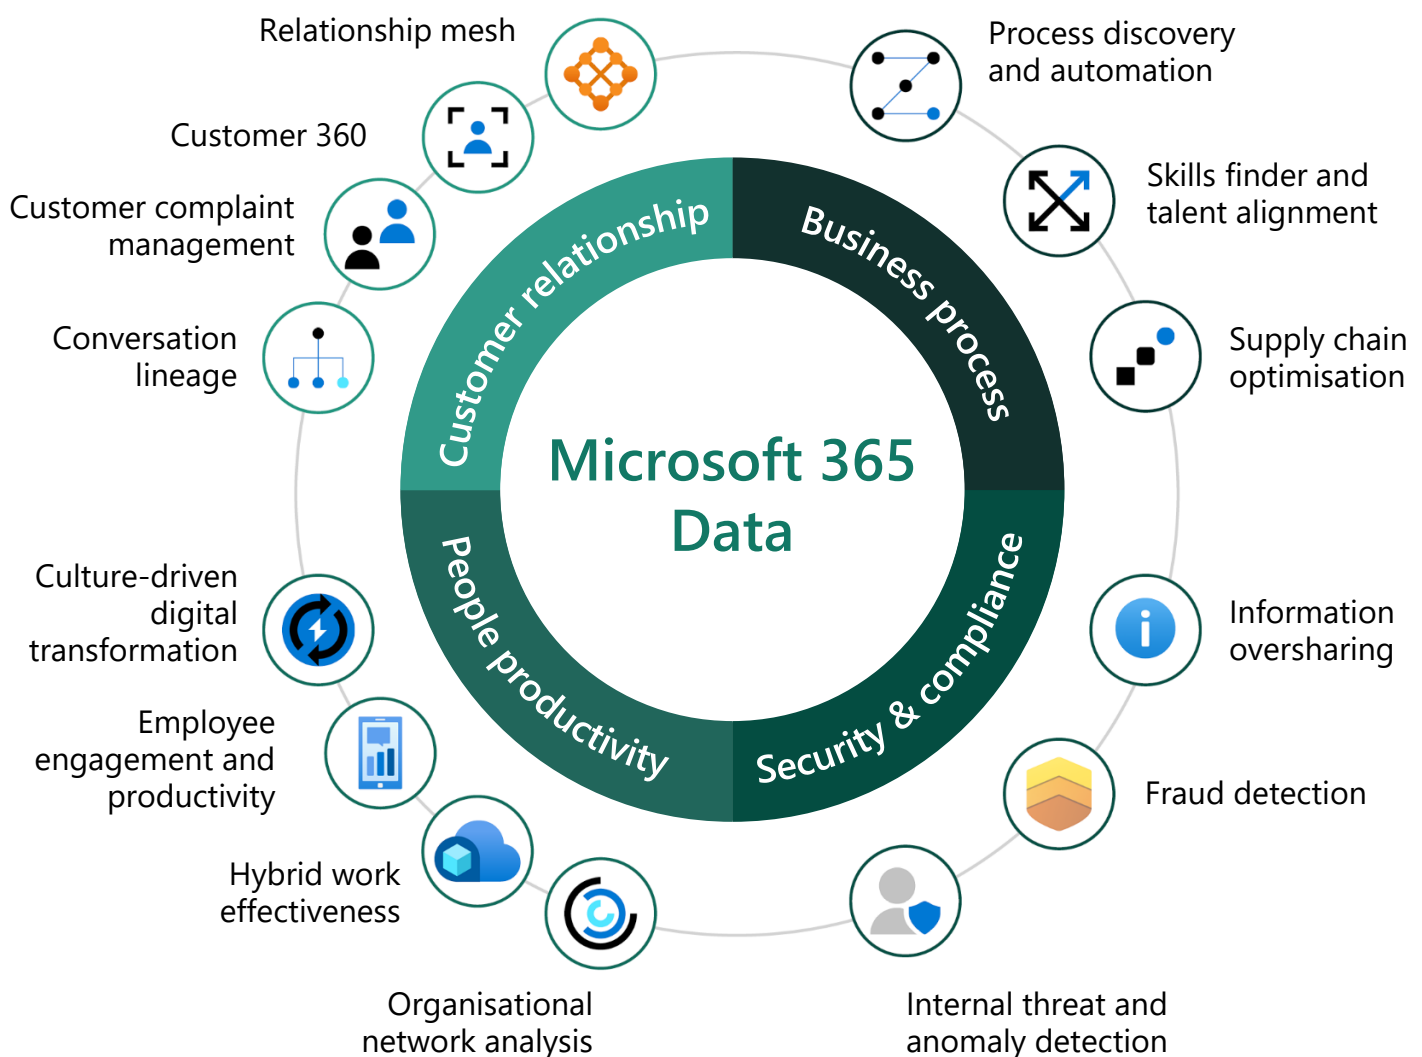 Relationship mesh
Customer 360
Customer complaint
management
Conversation
lineage
Process discovery
and automation
Skills finder and
talent alignment
Supply chain
optimisation
Customer relationship
Business process
Microsoft 365
Data
People productivity
Security & compliance
Culture-driven
digital
transformation
Employee
engagement and
productivity
Hybrid work
effectiveness
Organisational
network analysis
Information
oversharing
Fraud detection
Internal threat and
anomaly detection